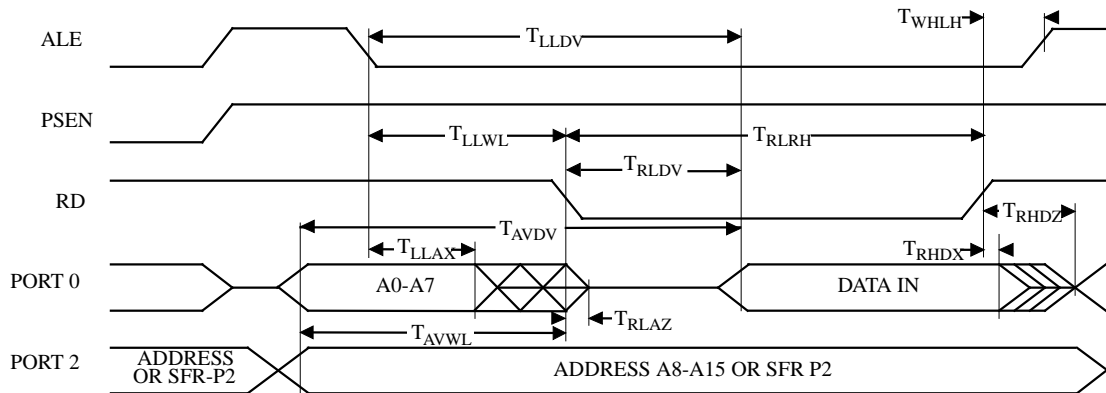 T_WHLH
ALE
T_LLDV
PSEN
T_LLWL
T_RLRH
T_RLDV
RD
T_RHDZ
T_AVDV
T_LLAX
T_RHDX
PORT 0
A0-A7
DATA IN
T_RLAZ
T_AVWL
PORT 2
ADDRESS
OR SFR-P2
ADDRESS A8-A15 OR SFR P2